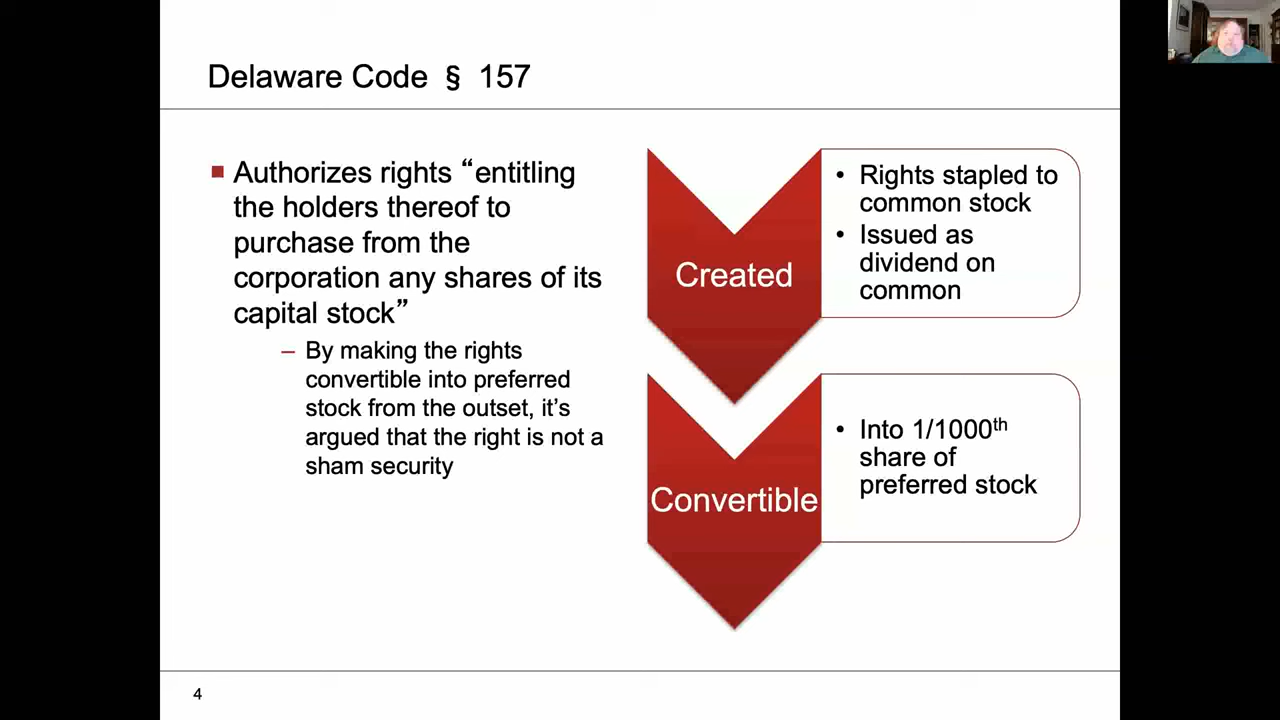 Delaware Code § 157
Authorizes rights “entitling
the holders thereof to
purchase from the
corporation any shares of its
capital stock”
– By making the rights
convertible into preferred
stock from the outset, it’s
argued that the right is not a
sham security
Created
• Rights stapled to
common stock
• Issued as
dividend on
common
Convertible
• Into 1/1000th
share of
preferred stock
4